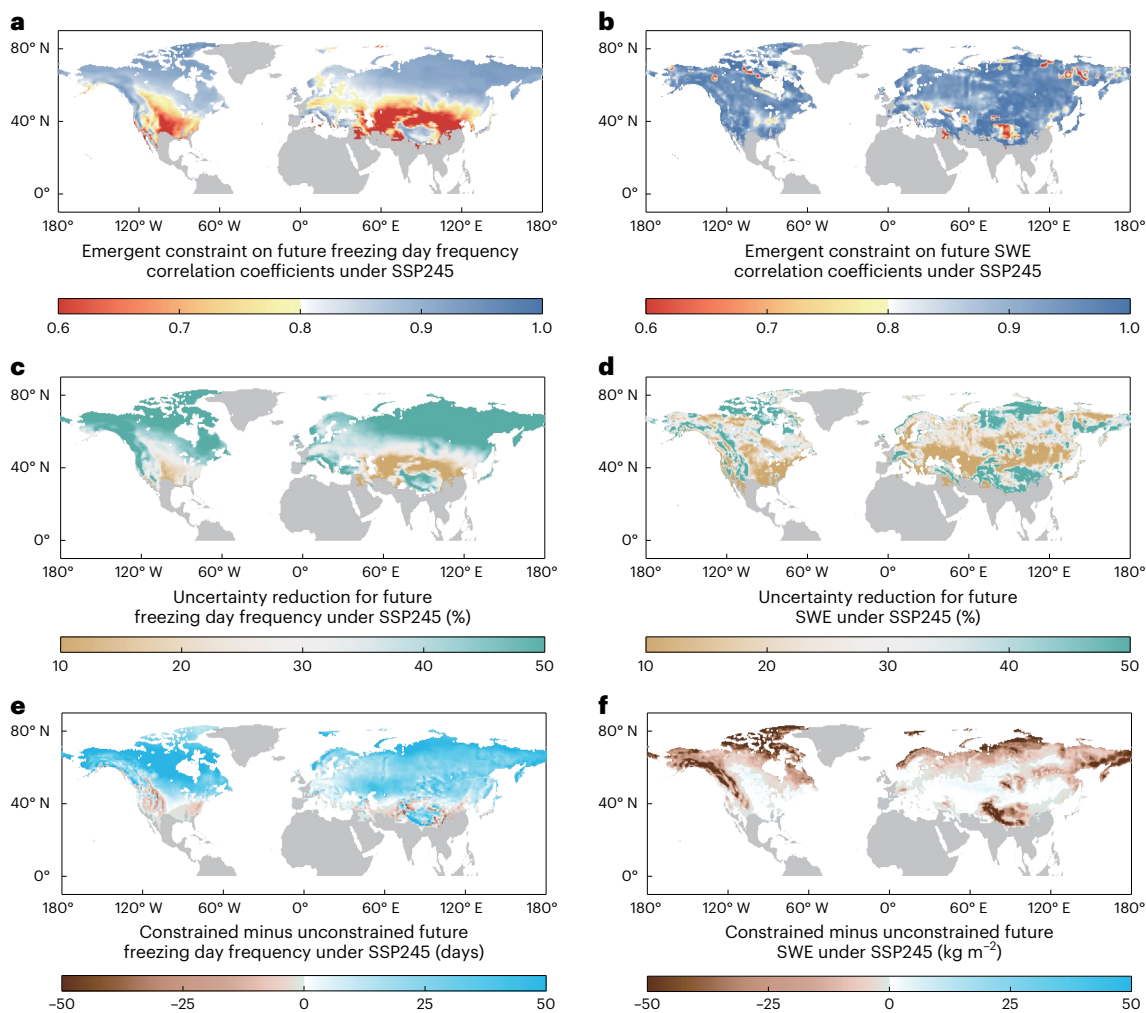 a
80° N
40° N
0°
180° 120° W 60° W 0° 60° E 120° E 180°
Emergent constraint on future freezing day frequency
correlation coefficients under SSP245
0.6 0.7 0.8 0.9 1.0
b
80° N
40° N
0°
180° 120° W 60° W 0° 60° E 120° E 180°
Emergent constraint on future SWE
correlation coefficients under SSP245
0.6 0.7 0.8 0.9 1.0
c
80° N
40° N
0°
180° 120° W 60° W 0° 60° E 120° E 180°
Uncertainty reduction for future
freezing day frequency under SSP245 (%)
10 20 30 40 50
d
80° N
40° N
0°
180° 120° W 60° W 0° 60° E 120° E 180°
Uncertainty reduction for future
SWE under SSP245 (%)
10 20 30 40 50
e
80° N
40° N
0°
180° 120° W 60° W 0° 60° E 120° E 180°
Constrained minus unconstrained future
freezing day frequency under SSP245 (days)
−50 −25 0 25 50
f
80° N
40° N
0°
180° 120° W 60° W 0° 60° E 120° E 180°
Constrained minus unconstrained future
SWE under SSP245 (kg m⁻²)
−50 −25 0 25 50